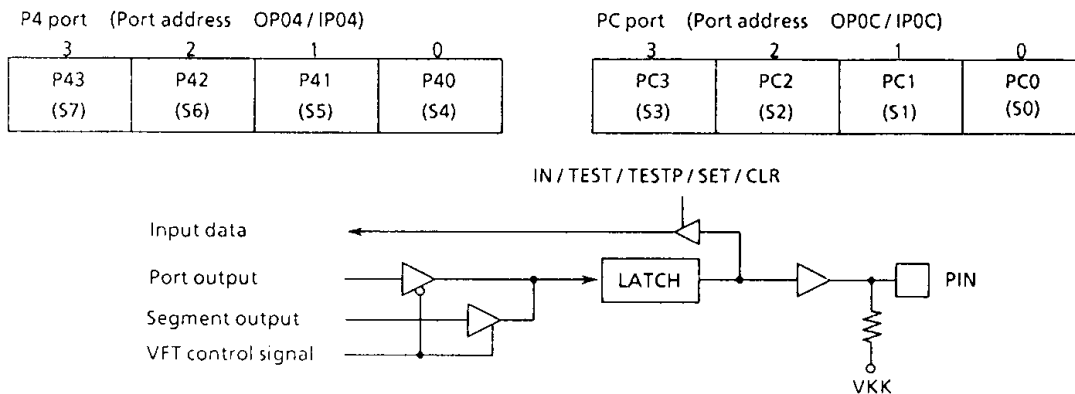 P4 port (Port address OP04 / IP04)
3 2 1 0
P43 P42 P41 P40
(S7) (S6) (S5) (S4)
PC port (Port address OP0C / IP0C)
3 2 1 0
PC3 PC2 PC1 PC0
(S3) (S2) (S1) (S0)
IN / TEST / TESTP / SET / CLR
Input data
Port output
LATCH
PIN
Segment output
VFT control signal
VKK